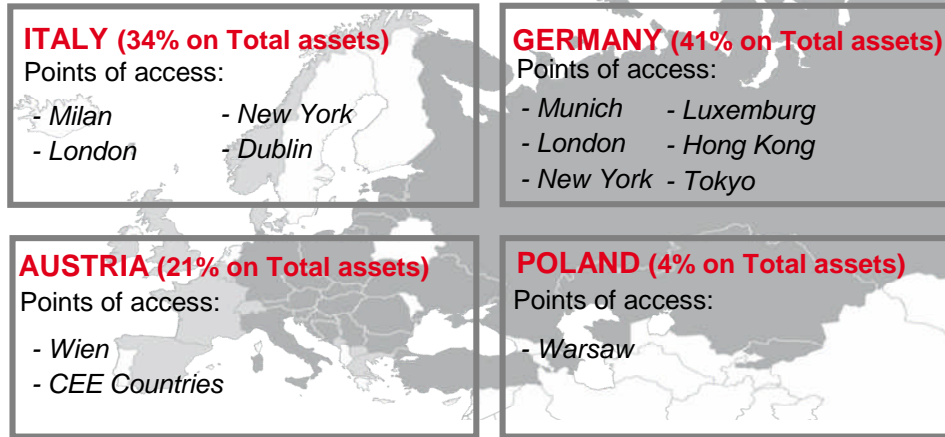 ITALY (34% on Total assets)
Points of access:
- Milan - New York
- London - Dublin
GERMANY (41% on Total assets)
Points of access:
- Munich - Luxemburg
- London - Hong Kong
- New York - Tokyo
AUSTRIA (21% on Total assets)
Points of access:
- Wien
- CEE Countries
POLAND (4% on Total assets)
Points of access:
- Warsaw